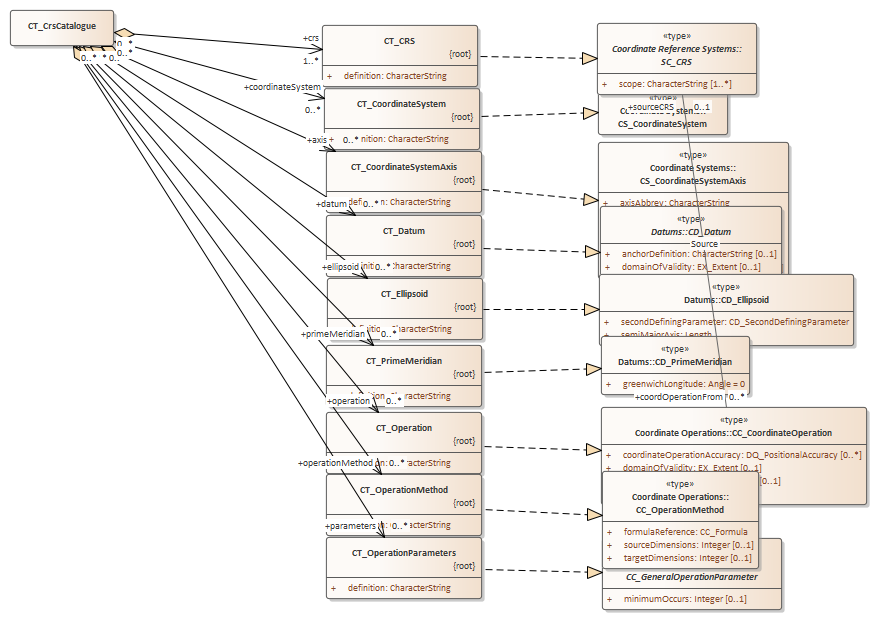 CT_CrsCatalogue
0..*
0..*
0..*
0..*
+crs
1..*
+coordinateSystem
0..*
+axis
0..*
+datum
0..*
+ellipsoid
0..*
+primeMeridian
0..*
+operation
0..*
+operationMethod
0..*
+parameters
0..*
CT_CRS
{root}
+ definition: CharacterString
CT_CoordinateSystem
{root}
+ nition: CharacterString
CT_CoordinateSystemAxis
{root}
n: CharacterString
CT_Datum
{root}
CharacterString
CT_Ellipsoid
{root}
CharacterString
CT_PrimeMeridian
{root}
racterString
CT_Operation
{root}
acterString
CT_OperationMethod
{root}
aracterString
CT_OperationParameters
{root}
+ definition: CharacterString
«type»
Coordinate Reference Systems::
SC_CRS
+ scope: CharacterString [1..*]
+sourceCRS 0..1
«type»
CS_CoordinateSystem
«type»
Coordinate Systems::
CS_CoordinateSystemAxis
+ axisAbbrev: CharacterString
«type»
Datums::CD_Datum
Source
+ anchorDefinition: CharacterString [0..1]
+ domainOfValidity: EX_Extent [0..1]
«type»
Datums::CD_Ellipsoid
+ secondDefiningParameter: CD_SecondDefiningParameter
+ semiMajorAxis: Length
«type»
Datums::CD_PrimeMeridian
+ greenwichLongitude: Angle = 0
+coordOperationFrom 0..*
«type»
Coordinate Operations::CC_CoordinateOperation
+ coordinateOperationAccuracy: DQ_PositionalAccuracy [0..*]
+ domainOfValidity: EX_Extent [0..1]
[0..1]
«type»
Coordinate Operations::
CC_OperationMethod
+ formulaReference: CC_Formula
+ sourceDimensions: Integer [0..1]
+ targetDimensions: Integer [0..1]
CC_GeneralOperationParameter
+ minimumOccurs: Integer [0..1]